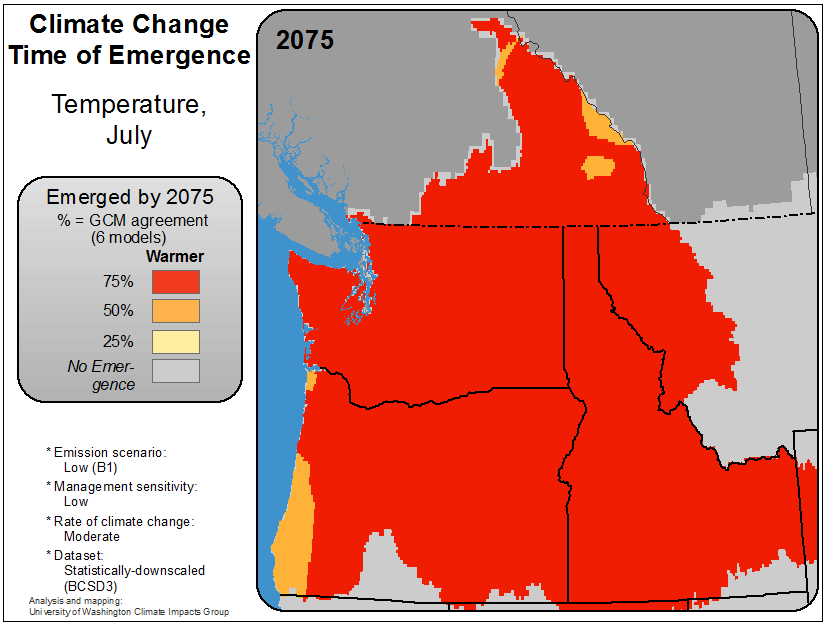 Climate Change
Time of Emergence
Temperature,
July
2075
Emerged by 2075
% = GCM agreement
(6 models)
Warmer
75%
50%
25%
No Emer-
gence
* Emission scenario:
Low (B1)
* Management sensitivity:
Low
* Rate of climate change:
Moderate
* Dataset:
Statistically-downscaled
(BCSD3)
Analysis and mapping:
University of Washington Climate Impacts Group